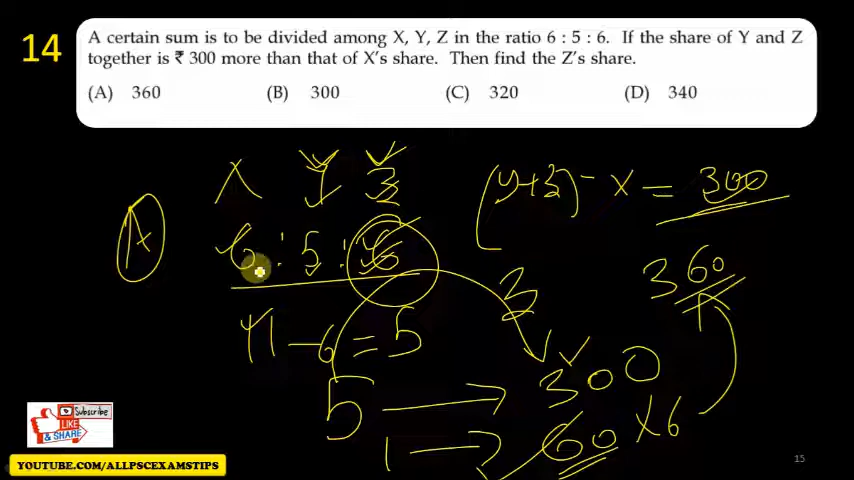 14
A certain sum is to be divided among X, Y, Z in the ratio 6 : 5 : 6. If the share of Y and Z
together is ₹ 300 more than that of X's share. Then find the Z's share.
(A) 360 (B) 300 (C) 320 (D) 340
X Y Z
(Y+Z) - X = 300
A
6 : 5 : 6
360
11 - 6 = 5
Z
5 → 300
1 → 60 X 6
Subscribe
LIKE
& SHARE
YOUTUBE.COM/ALLPSCEXAMSTIPS
15